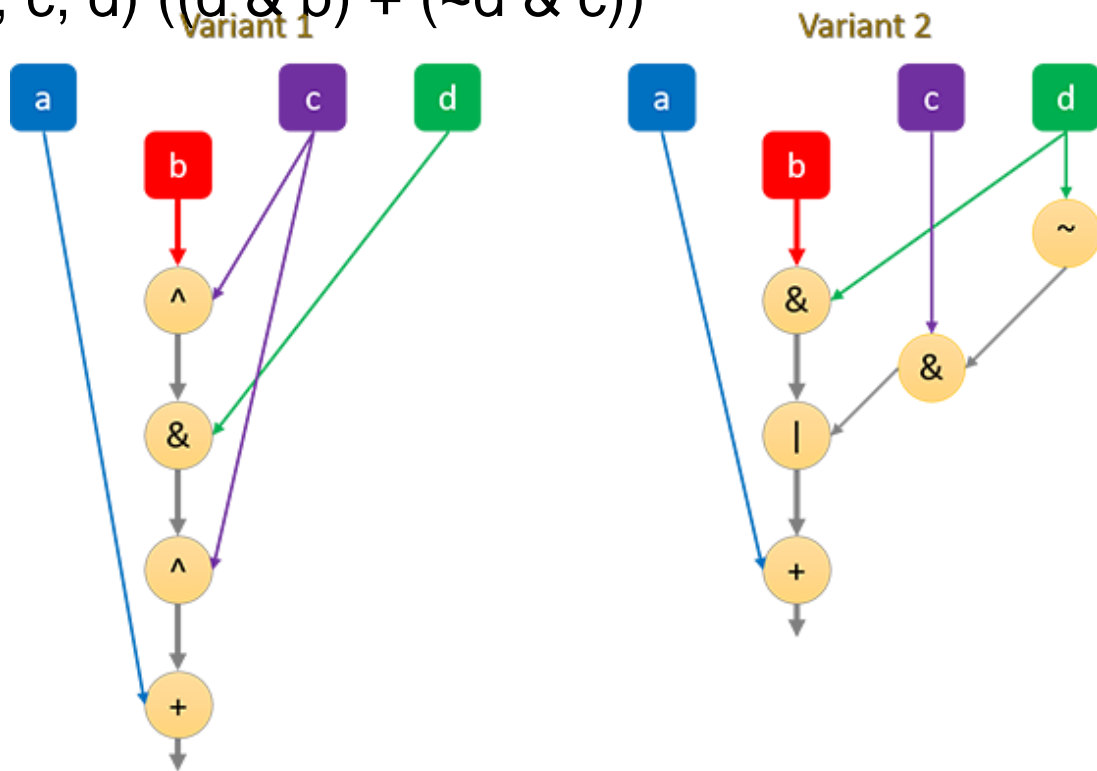 , c, d) ((d & b) + (~d & c))
Variant 1
Variant 2
a
c
d
a
c
d
b
b
~
^
&
&
&
|
^
+
+